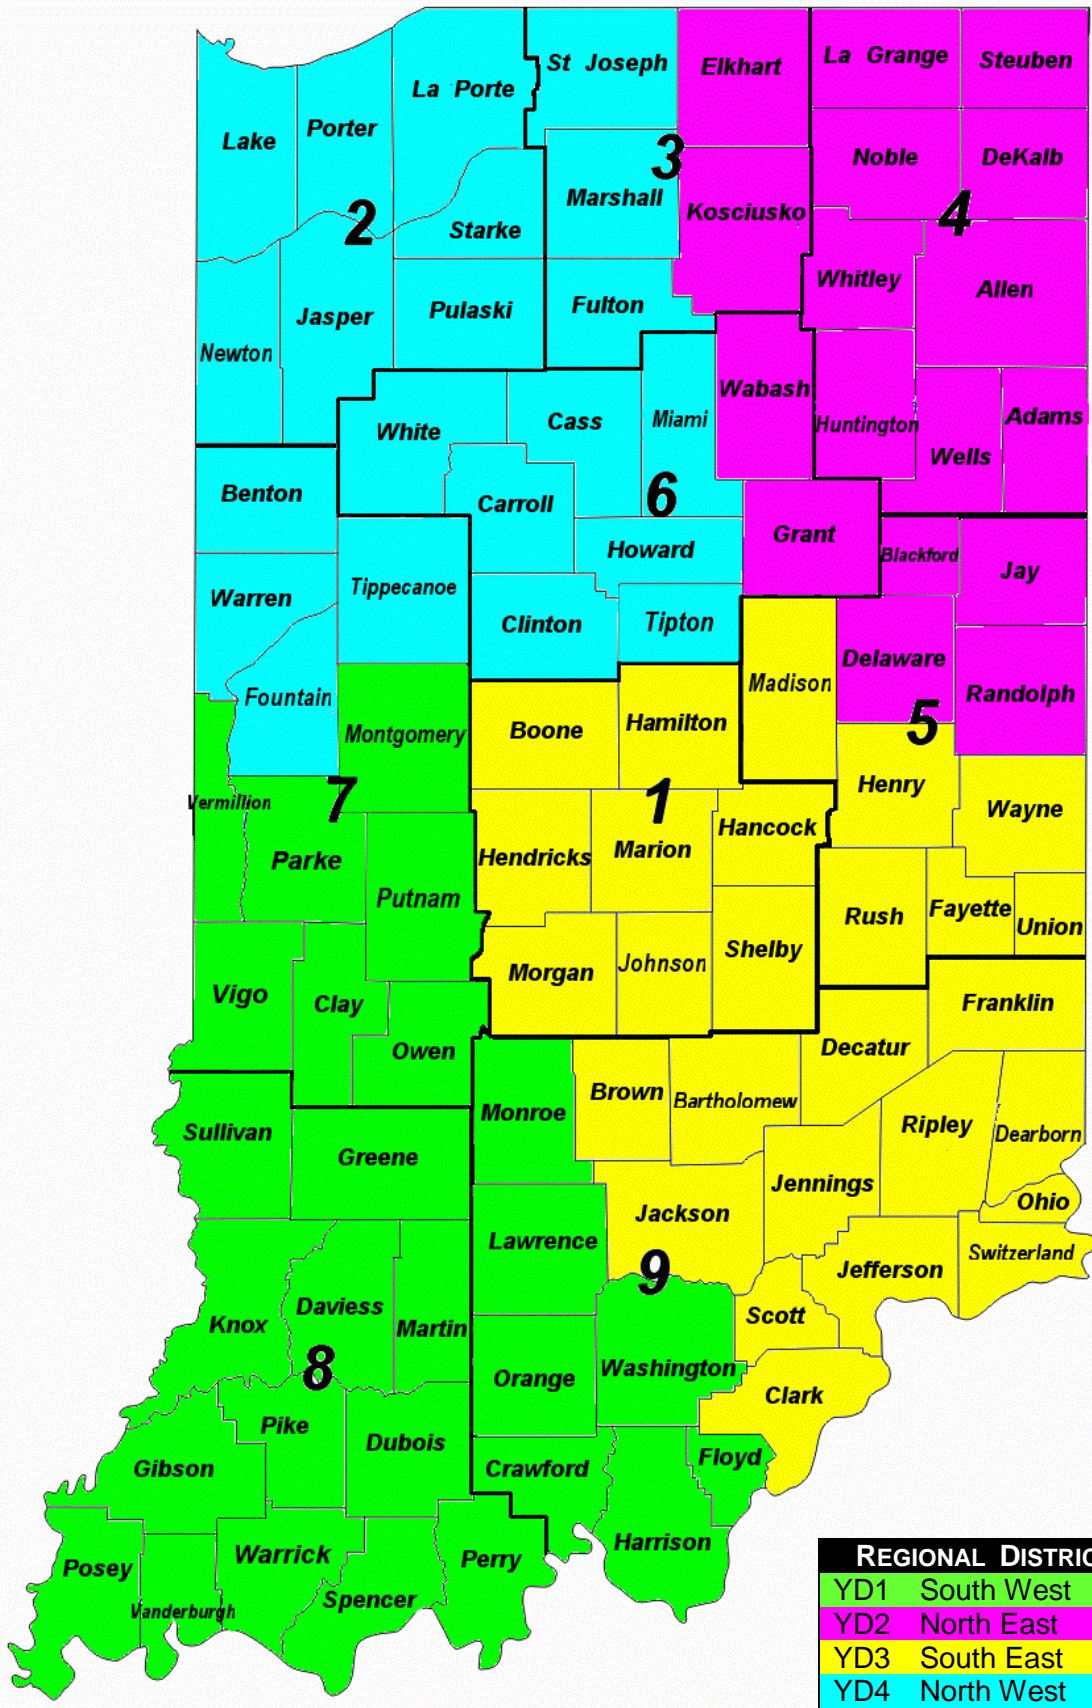 St Joseph
Elkhart
La Grange
Steuben
La Porte
Lake
Porter
3
Noble
DeKalb
Marshall
Kosciusko
2
4
Starke
Whitley
Allen
Jasper
Pulaski
Fulton
Newton
Wabash
White
Cass
Miami
Huntington
Adams
Wells
Benton
Carroll
6
Grant
Howard
Blackford
Jay
Warren
Tippecanoe
Clinton
Tipton
Delaware
Fountain
Madison
Randolph
Montgomery
Boone
Hamilton
5
Vermillion
7
1
Henry
Wayne
Parke
Hendricks
Marion
Hancock
Putnam
Rush
Fayette
Union
Vigo
Clay
Morgan
Johnson
Shelby
Franklin
Owen
Decatur
Sullivan
Monroe
Brown
Bartholomew
Ripley
Dearborn
Greene
Jennings
Ohio
Jackson
Lawrence
Switzerland
9
Jefferson
Knox
Daviess
Martin
Scott
8
Orange
Washington
Clark
Pike
Dubois
Gibson
Crawford
Floyd
Posey
Warrick
Perry
Harrison
Vanderburgh
Spencer
REGIONAL DISTRIC
YD1 South West
YD2 North East
YD3 South East
YD4 North West